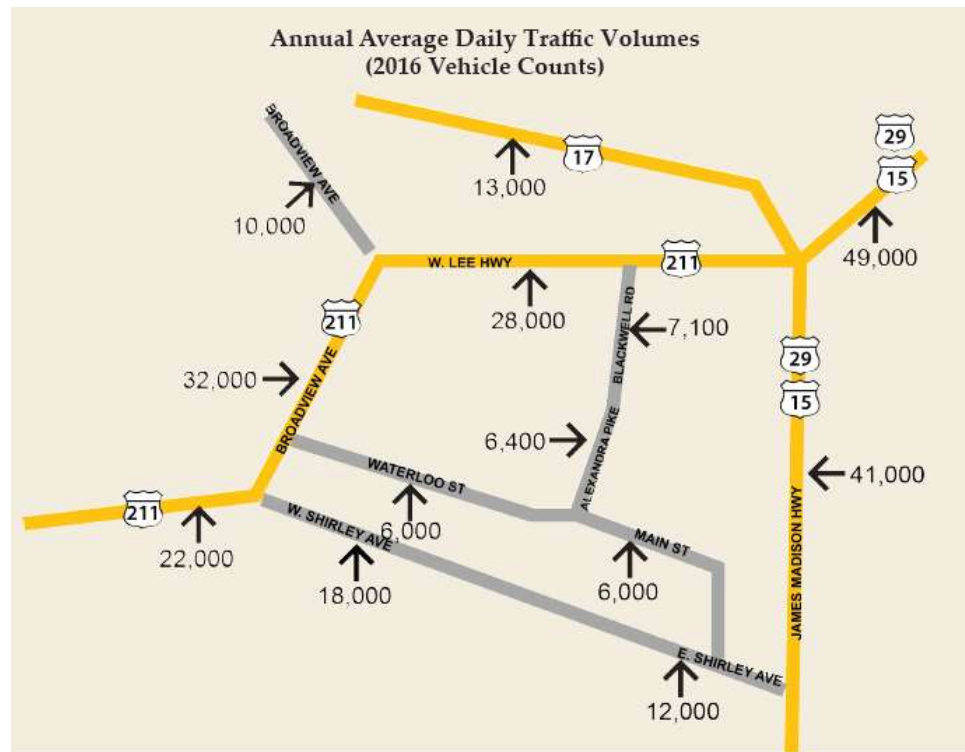 Annual Average Daily Traffic Volumes
(2016 Vehicle Counts)
BROADVIEW AVE
10,000
17
13,000
29
15
49,000
W. LEE HWY
211
28,000
BLACKWELL RD
7,100
211
32,000
BROADVIEW AVE
29
15
6,400
ALEXANDRA PIKE
41,000
JAMES MADISON HWY
WATERLOO ST
6,000
211
22,000
W. SHIRLEY AVE
18,000
MAIN ST
6,000
E. SHIRLEY AVE
12,000